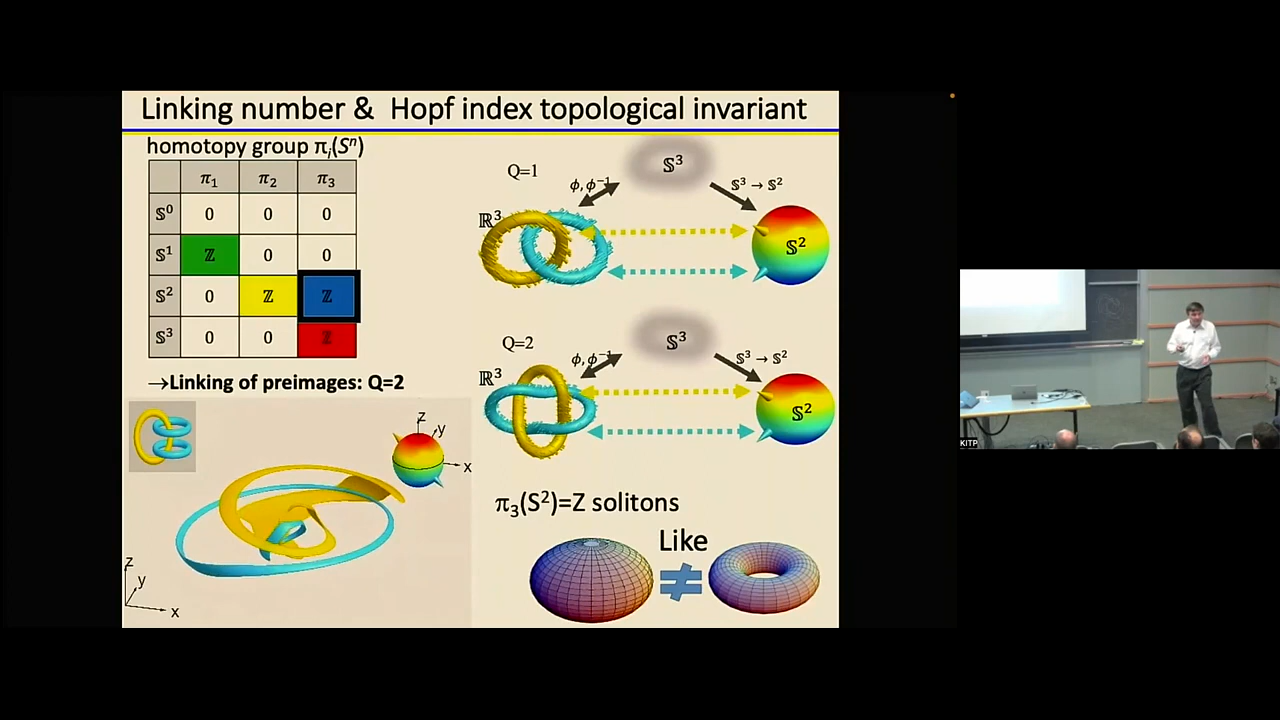 Linking number & Hopf index topological invariant
homotopy group πᵢ(Sⁿ)
π₁ π₂ π₃
𝕊⁰ 0 0 0
𝕊¹ ℤ 0 0
𝕊² 0 ℤ ℤ
𝕊³ 0 0 ℤ
→Linking of preimages: Q=2
z
y
x
z
y
x
Q=1
𝕊³
ϕ, ϕ⁻¹
𝕊³ → 𝕊²
ℝ³
𝕊²
Q=2
𝕊³
ϕ, ϕ⁻¹
𝕊³ → 𝕊²
ℝ³
𝕊²
π₃(S²)=Z solitons
Like
≠
KITP